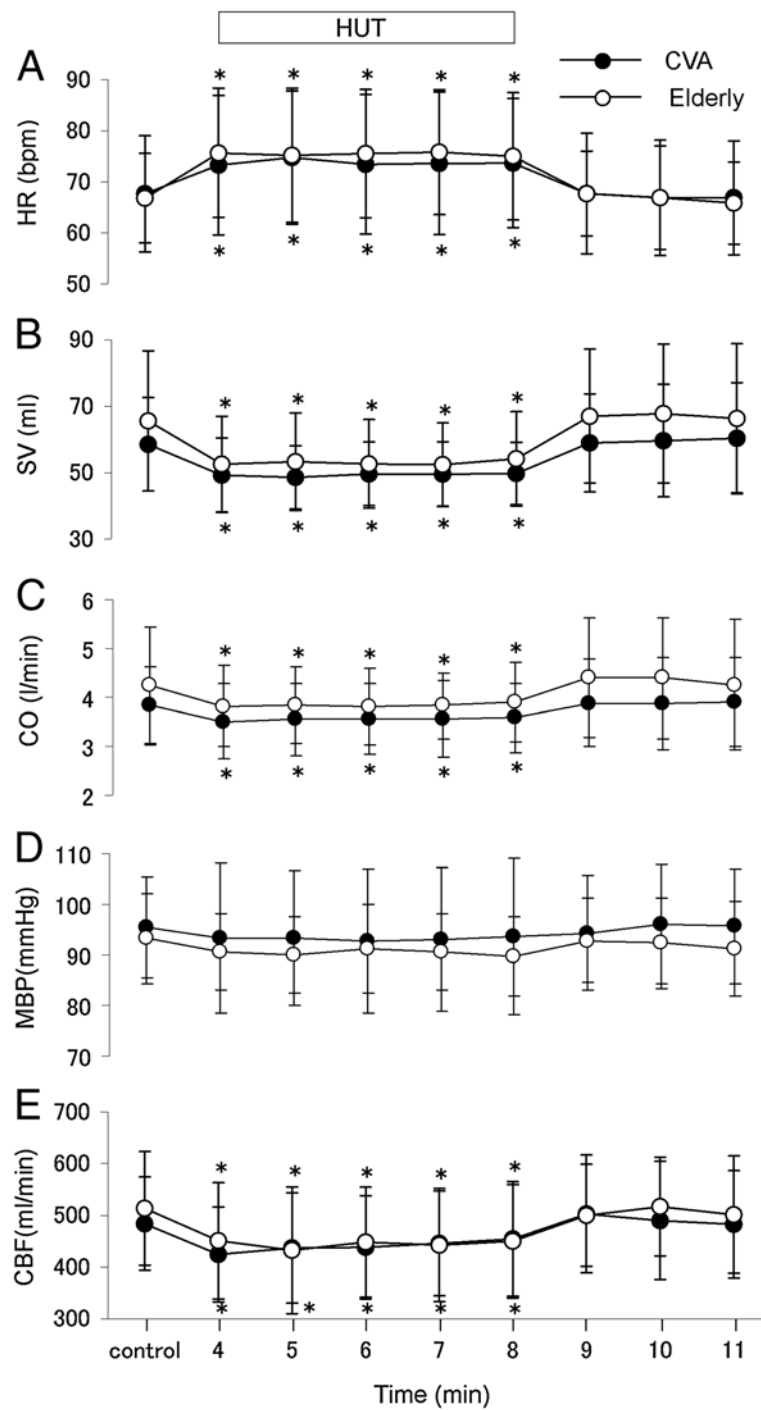 HUT
CVA
Elderly
A
HR (bpm)
90
80
70
60
50
* * * * *
* * * * *
B
SV (ml)
90
70
50
30
* * * * *
* * * * *
C
CO (l/min)
6
5
4
3
2
* * * * *
* * * * *
D
MBP(mmHg)
110
100
90
80
70
E
CBF(ml/min)
700
600
500
400
300
* * * * *
* * * * *
control 4 5 6 7 8 9 10 11
Time (min)